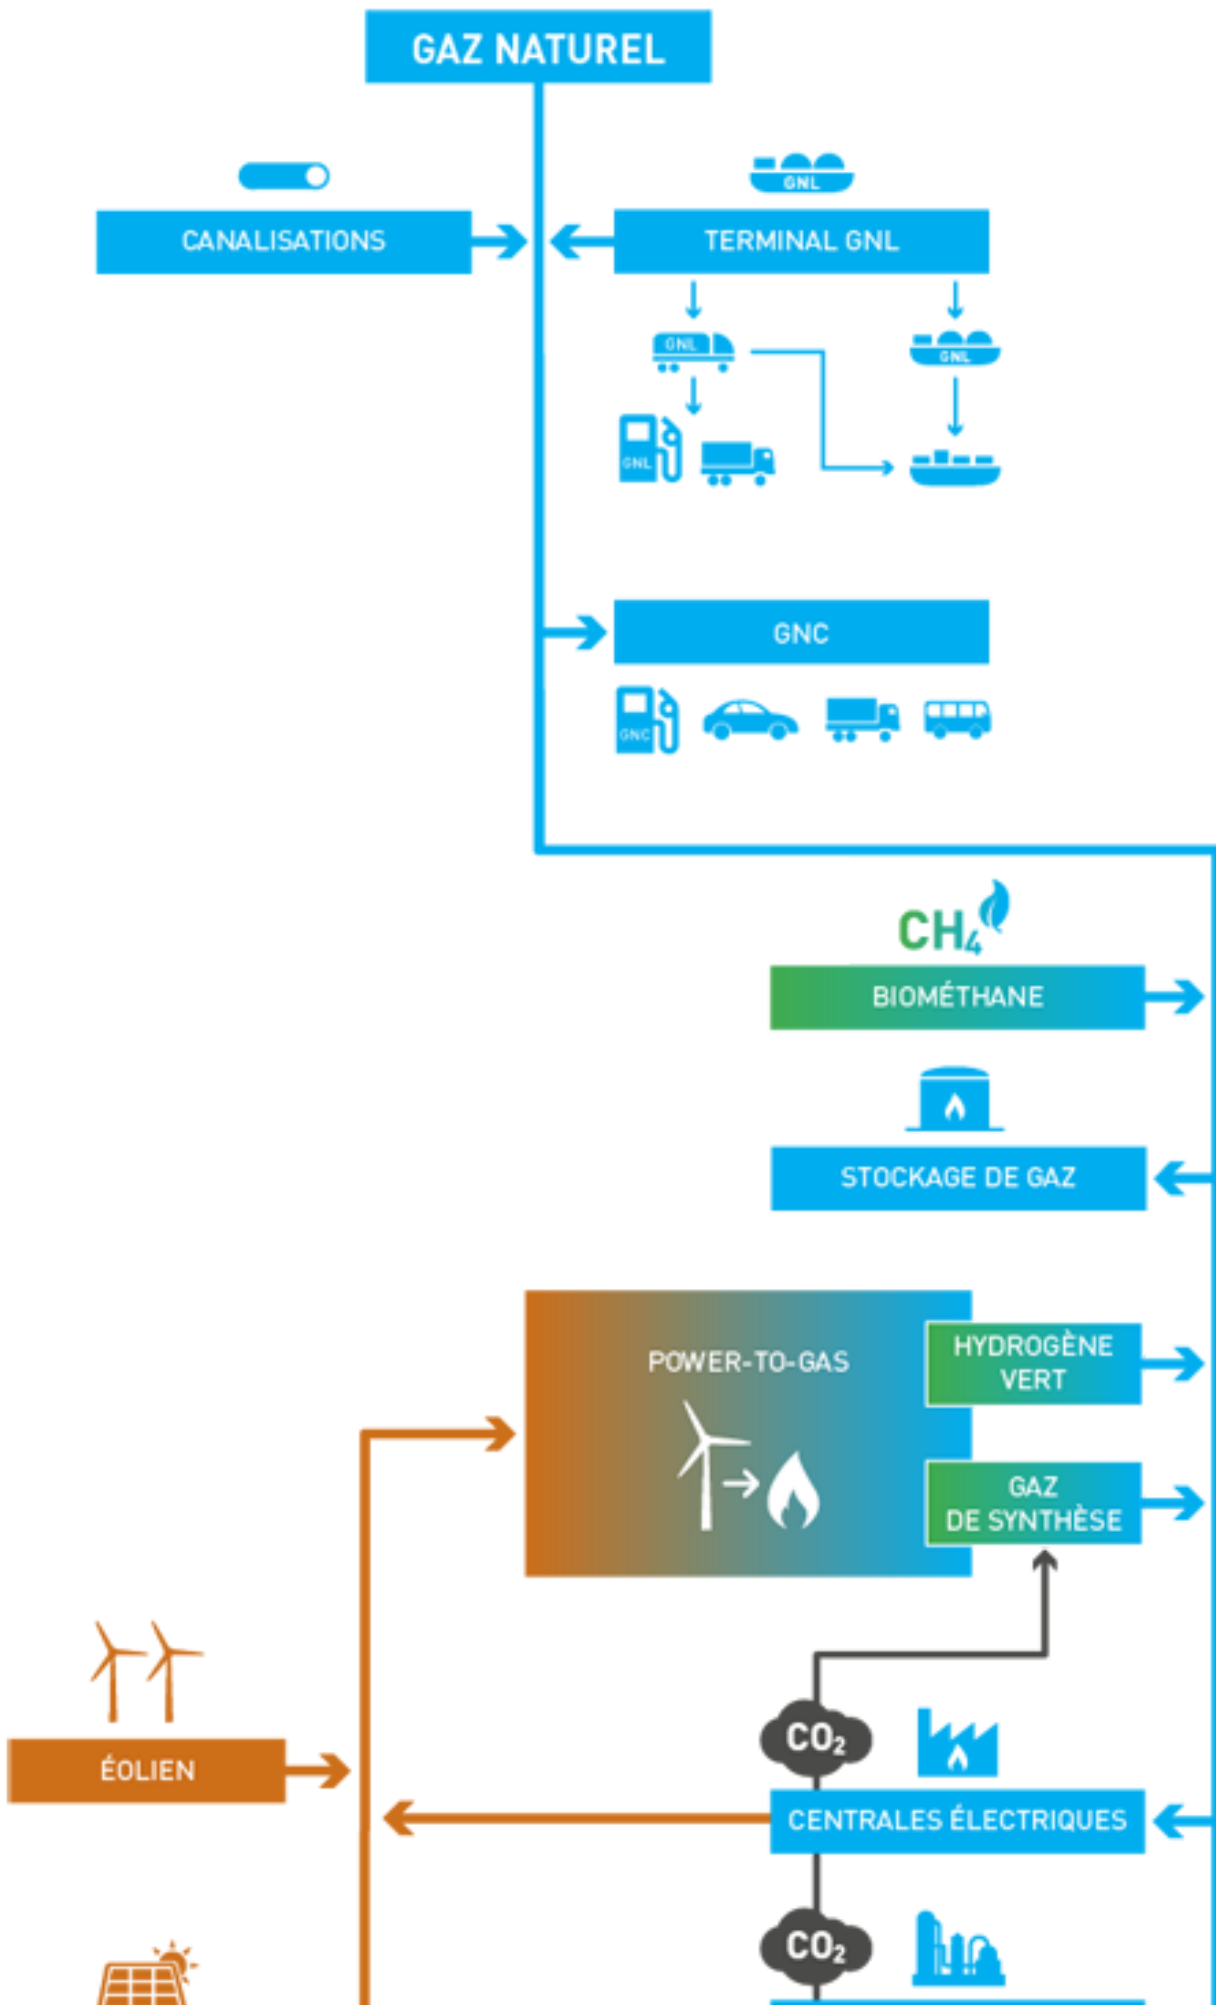 GAZ NATUREL
GNL
CANALISATIONS
TERMINAL GNL
GNL
GNL
GNL
GNC
GNC
CH₄
BIOMÉTHANE
STOCKAGE DE GAZ
POWER-TO-GAS
HYDROGÈNE
VERT
GAZ
DE SYNTHÈSE
CO₂
ÉOLIEN
CENTRALES ÉLECTRIQUES
CO₂